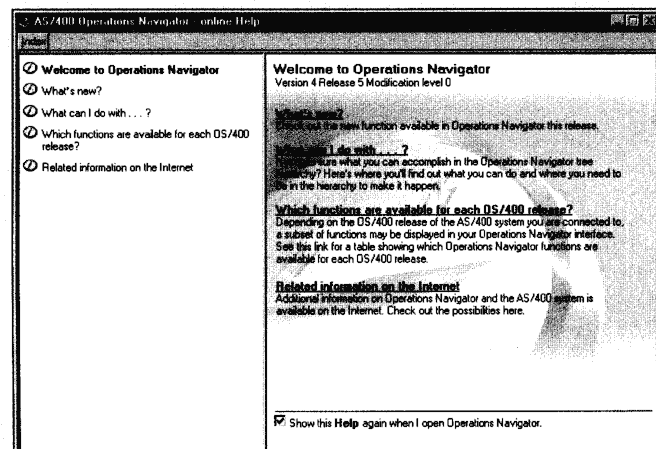 AS/400 Operations Navigator - online Help
Index
Welcome to Operations Navigator
What's new?
What can I do with . . . ?
Which functions are available for each OS/400
release?
Related information on the Internet
Welcome to Operations Navigator
Version 4 Release 5 Modification level 0
What's new?
Check out the new function available in Operations Navigator this release.
What can I do with . . . ?
sure what you can accomplish in the Operations Navigator tree
hierarchy? Here's where you'll find out what you can do and where you need to
be in the hierarchy to make it happen.
Which functions are available for each OS/400 release?
Depending on the OS/400 release of the AS/400 system you are connected to,
a subset of functions may be displayed in your Operations Navigator interface.
See this link for a table showing which Operations Navigator functions are
available for each OS/400 release.
Related information on the Internet
Additional information on Operations Navigator and the AS/400 system is
available on the Internet. Check out the possibilities here.
Show this Help again when I open Operations Navigator.